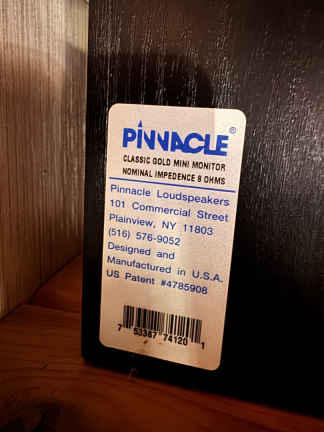 PINNACLE®
CLASSIC GOLD MINI MONITOR
NOMINAL IMPEDENCE 8 OHMS
Pinnacle Loudspeakers
101 Commercial Street
Plainview, NY 11803
(516) 576-9052
Designed and
Manufactured in U.S.A.
US Patent #4785908
7 53387 74120 1